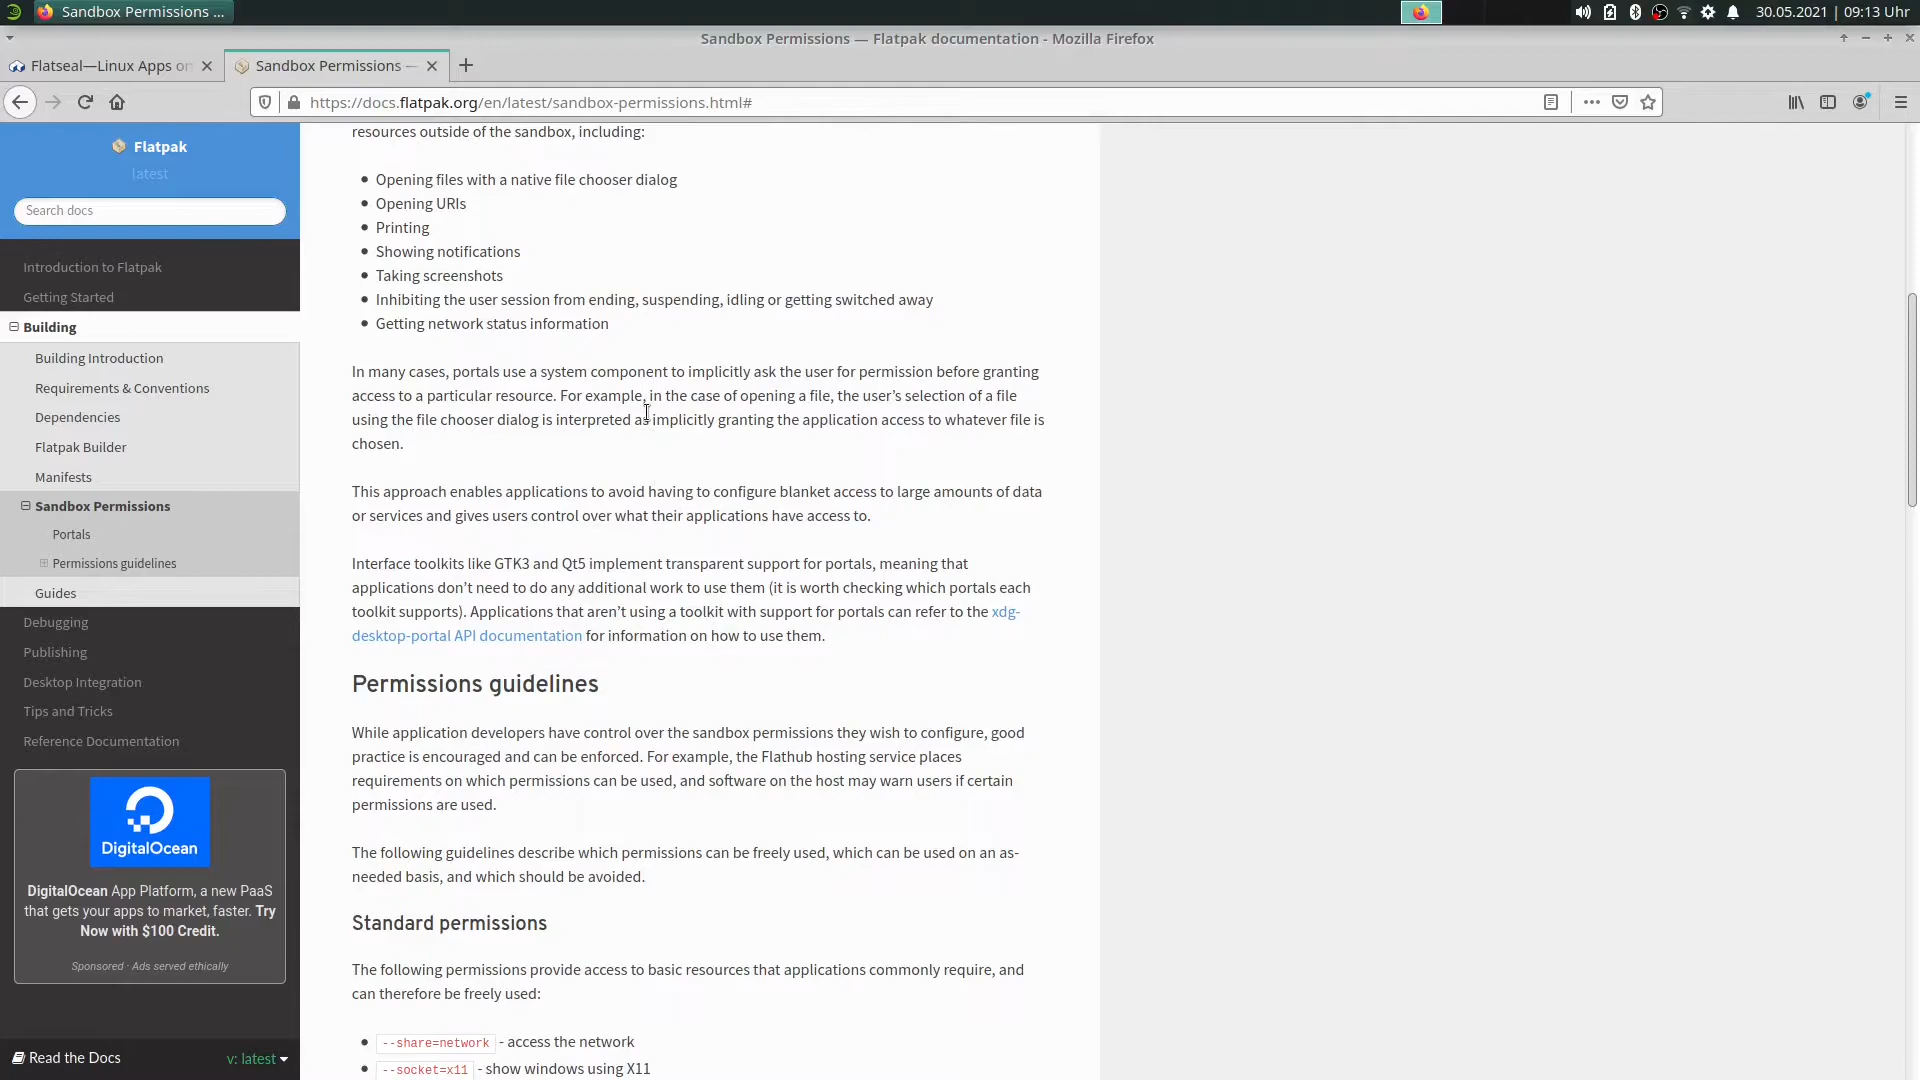 Sandbox Permissions ...
30.05.2021 | 09:13 Uhr
Sandbox Permissions — Flatpak documentation - Mozilla Firefox
Flatseal—Linux Apps on
Sandbox Permissions —
https://docs.flatpak.org/en/latest/sandbox-permissions.html#
Flatpak
latest
Search docs
Introduction to Flatpak
Getting Started
Building
Building Introduction
Requirements & Conventions
Dependencies
Flatpak Builder
Manifests
Sandbox Permissions
Portals
Permissions guidelines
Guides
Debugging
Publishing
Desktop Integration
Tips and Tricks
Reference Documentation
DigitalOcean
DigitalOcean App Platform, a new PaaS
that gets your apps to market, faster. Try
Now with $100 Credit.
Sponsored · Ads served ethically
Read the Docs
v: latest
resources outside of the sandbox, including:
Opening files with a native file chooser dialog
Opening URIs
Printing
Showing notifications
Taking screenshots
Inhibiting the user session from ending, suspending, idling or getting switched away
Getting network status information
In many cases, portals use a system component to implicitly ask the user for permission before granting
access to a particular resource. For example, in the case of opening a file, the user’s selection of a file
using the file chooser dialog is interpreted as implicitly granting the application access to whatever file is
chosen.
This approach enables applications to avoid having to configure blanket access to large amounts of data
or services and gives users control over what their applications have access to.
Interface toolkits like GTK3 and Qt5 implement transparent support for portals, meaning that
applications don’t need to do any additional work to use them (it is worth checking which portals each
toolkit supports). Applications that aren’t using a toolkit with support for portals can refer to the xdg-
desktop-portal API documentation for information on how to use them.
Permissions guidelines
While application developers have control over the sandbox permissions they wish to configure, good
practice is encouraged and can be enforced. For example, the Flathub hosting service places
requirements on which permissions can be used, and software on the host may warn users if certain
permissions are used.
The following guidelines describe which permissions can be freely used, which can be used on an as-
needed basis, and which should be avoided.
Standard permissions
The following permissions provide access to basic resources that applications commonly require, and
can therefore be freely used:
--share=network - access the network
--socket=x11 - show windows using X11